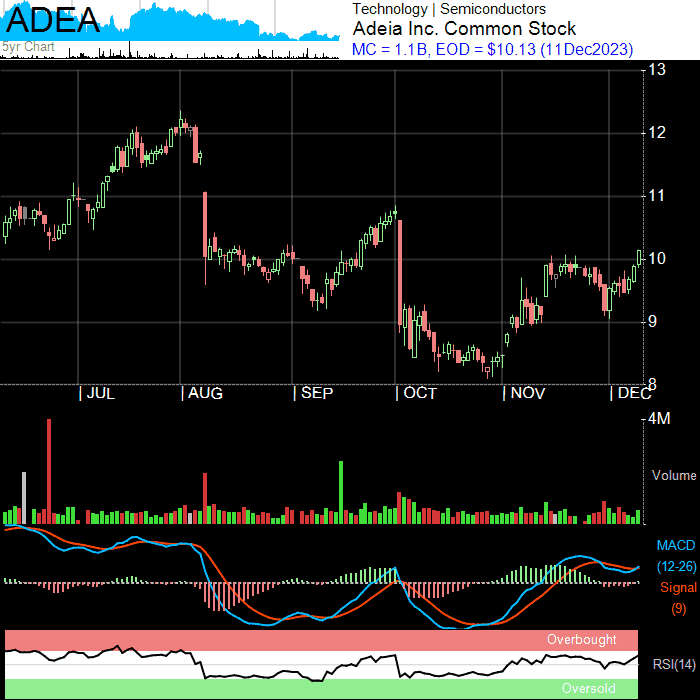 ADEA
5yr Chart
Technology | Semiconductors
Adeia Inc. Common Stock
MC = 1.1B, EOD = $10.13 (11Dec2023)
13
12
11
10
9
8
| JUL | AUG | SEP | OCT | NOV | DEC
4M
Volume
MACD
(12-26)
Signal
(9)
Overbought
RSI(14)
Oversold